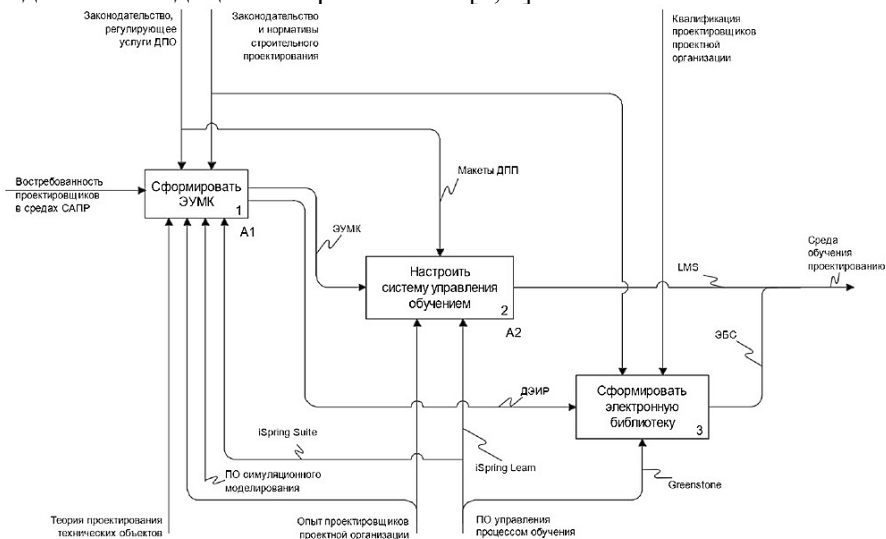 Законодательство,
регулирующее
услуги ДПО
Законодательство
и нормативы
строительного
проектирования
Квалификация
проектировщиков
проектной
организации
Востребованность
проектировщиков
в средах САПР
Сформировать
ЭУМК
1
А1
Макеты ДПП
ЭУМК
Настроить
систему управления
обучением
2
А2
LMS
Среда
обучения
проектированию
ЭБС
ДЭИР
Сформировать
электронную
библиотеку
3
iSpring Suite
ПО симуляционного
моделирования
iSpring Learn
Greenstone
Теория проектирования
технических объектов
Опыт проектировщиков
проектной организации
ПО управления
процессом обучения